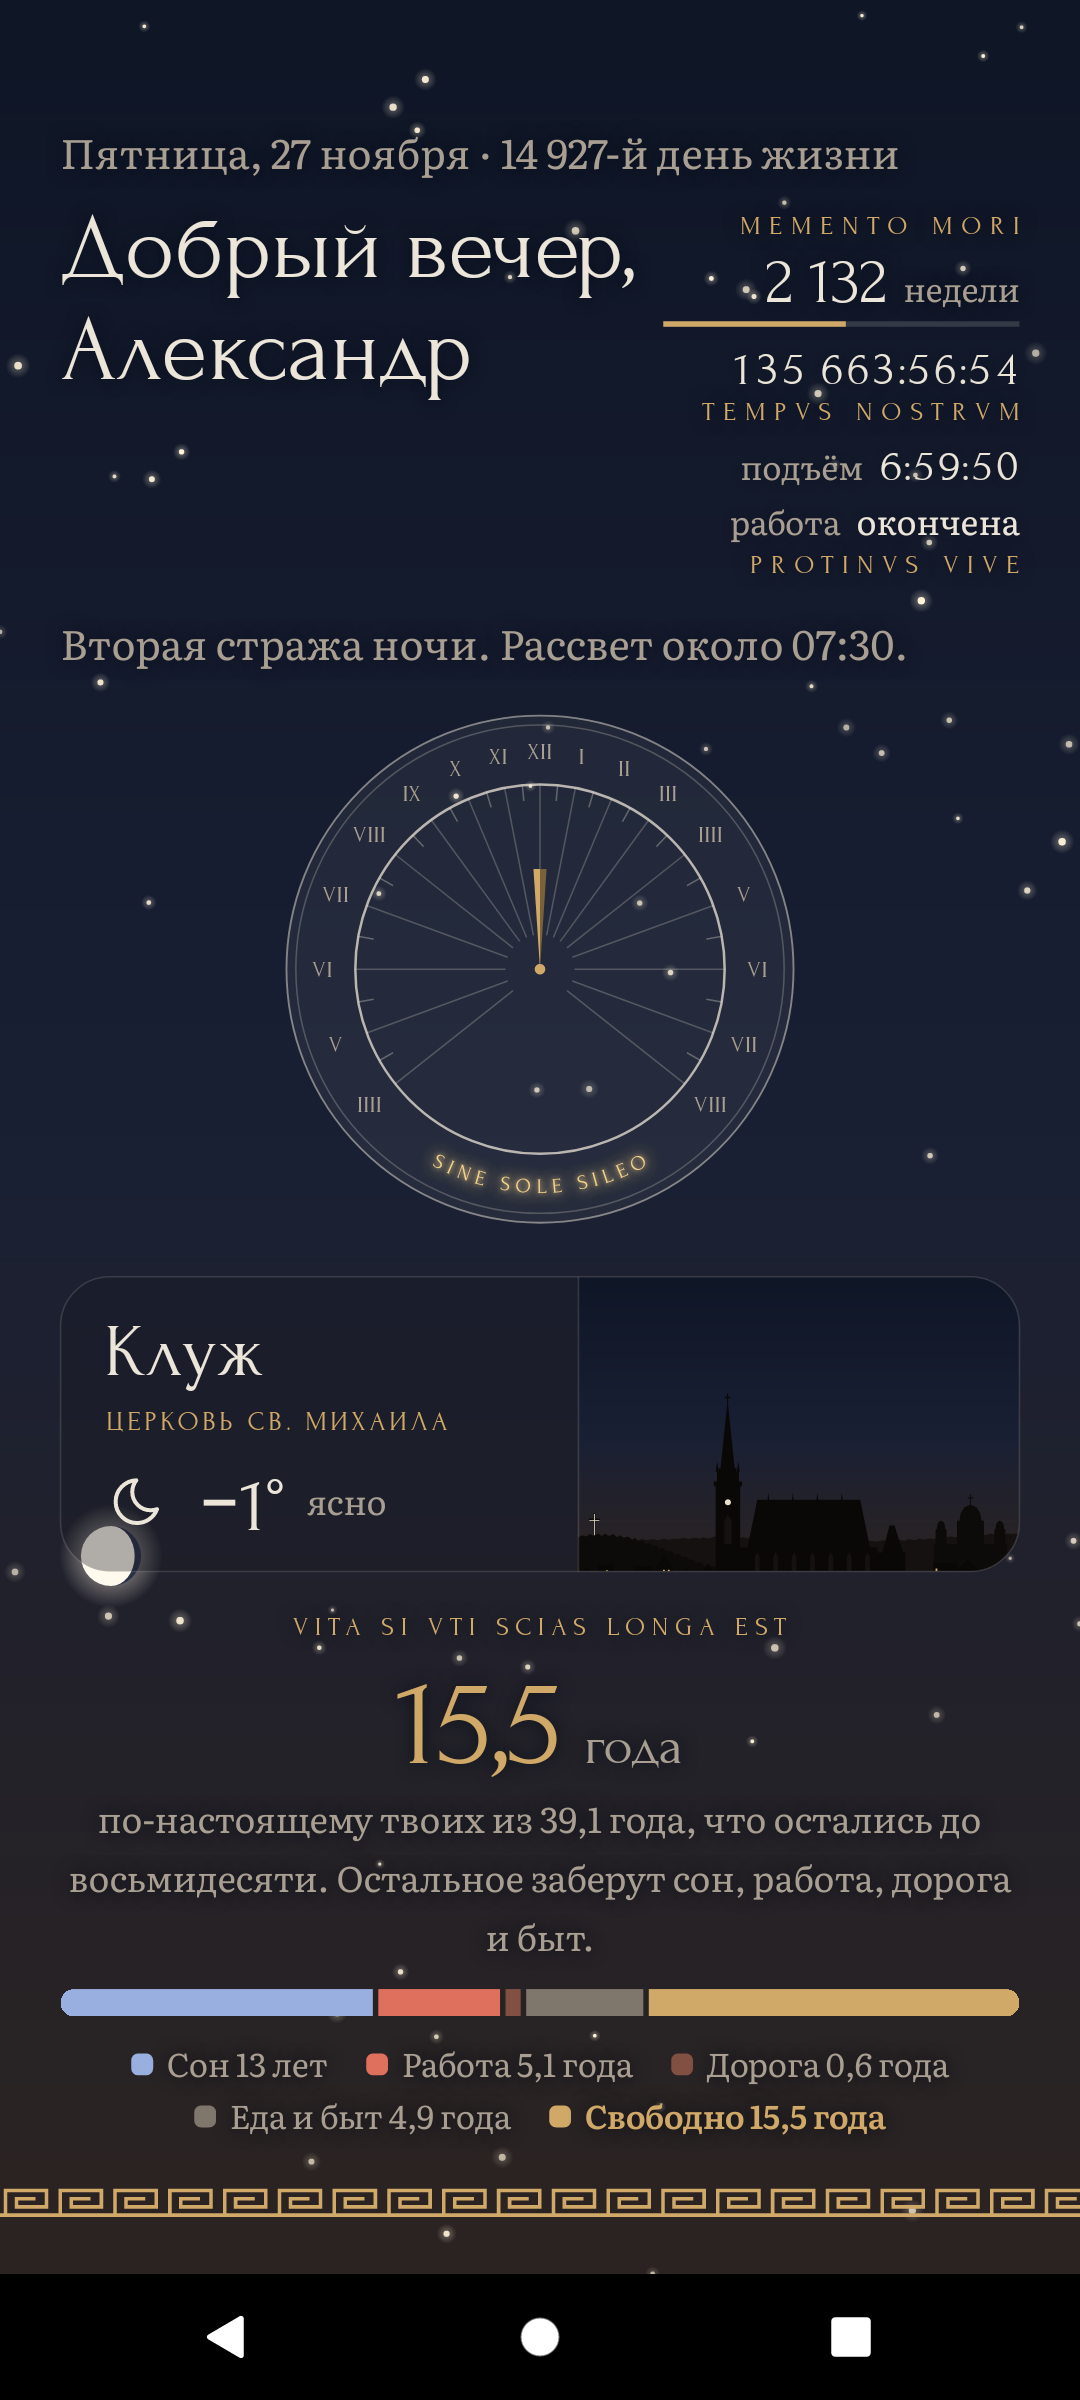 Пятница, 27 ноября · 14 927-й день жизни
Добрый вечер,
Александр
MEMENTO MORI
2 132 недели
135 663:56:54
TEMPVS NOSTRVM
подъём 6:59:50
работа окончена
PROTINVS VIVE
Вторая стража ночи. Рассвет около 07:30.
XII
XI
I
X
II
IX
III
VIII
IIII
VII
V
VI
VI
V
VII
IIII
VIII
SINE SOLE SILEO
Клуж
ЦЕРКОВЬ СВ. МИХАИЛА
−1° ясно
VITA SI VTI SCIAS LONGA EST
15,5 года
по-настоящему твоих из 39,1 года, что остались до
восьмидесяти. Остальное заберут сон, работа, дорога
и быт.
Сон 13 лет Работа 5,1 года Дорога 0,6 года
Еда и быт 4,9 года Свободно 15,5 года